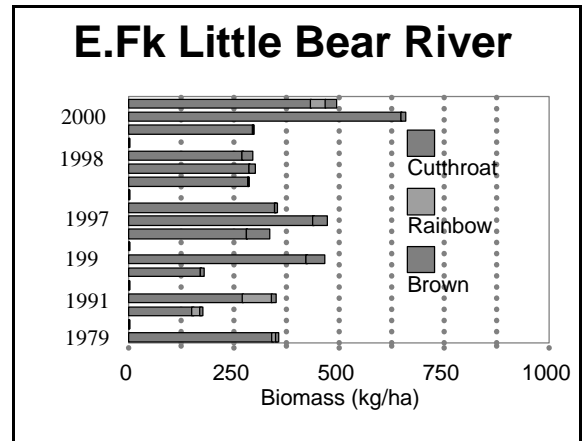 E.Fk Little Bear River
2000
1998
1997
199
1991
1979
Cutthroat
Rainbow
Brown
0 250 500 750 1000
Biomass (kg/ha)